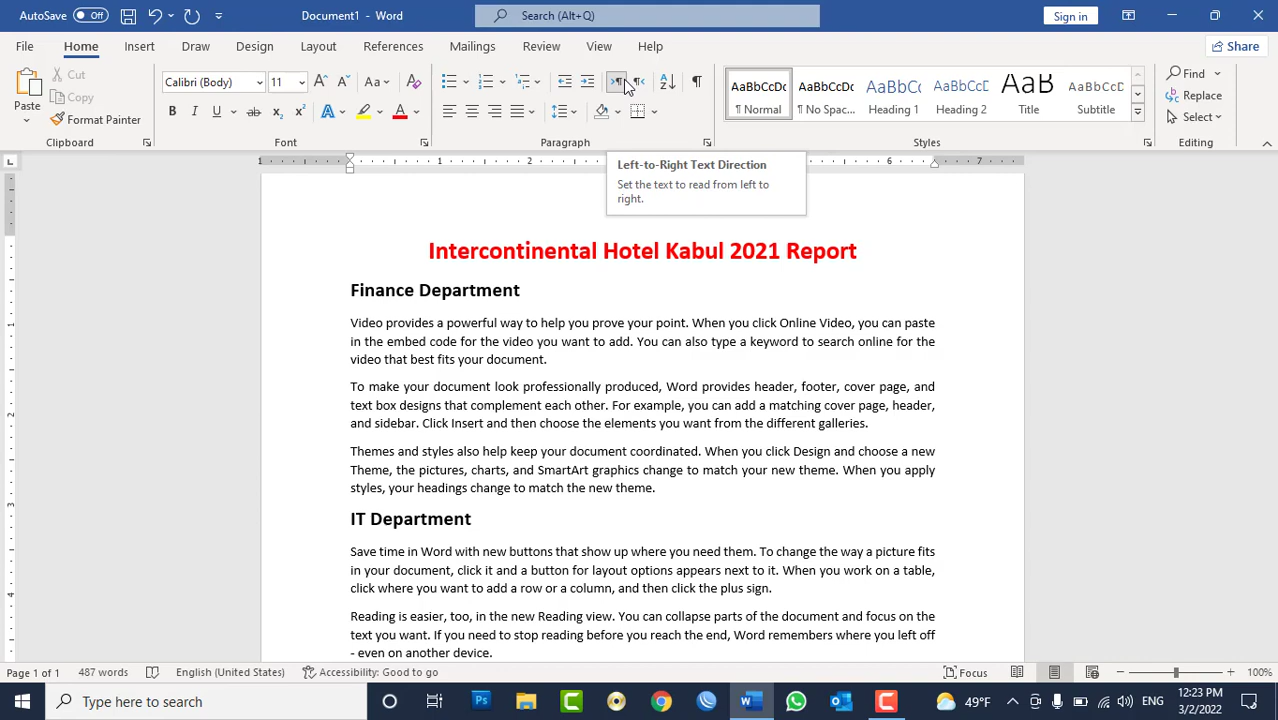 AutoSave Off Document1 - Word Search (Alt+Q) Sign in
File Home Insert Draw Design Layout References Mailings Review View Help Share
Paste Cut Copy Format Painter
Calibri (Body) 11 Aa
B I U ab x₂ x² A A
Find Replace Select
AaBbCcDc ¶ Normal AaBbCcDc ¶ No Spac... AaBbCc Heading 1 AaBbCc Heading 2 AaB Title AaBbCcD Subtitle
Clipboard Font Paragraph Styles Editing
1 1 2 6 7
Left-to-Right Text Direction
Set the text to read from left to
right.
Intercontinental Hotel Kabul 2021 Report
Finance Department
Video provides a powerful way to help you prove your point. When you click Online Video, you can paste
in the embed code for the video you want to add. You can also type a keyword to search online for the
video that best fits your document.
To make your document look professionally produced, Word provides header, footer, cover page, and
text box designs that complement each other. For example, you can add a matching cover page, header,
and sidebar. Click Insert and then choose the elements you want from the different galleries.
Themes and styles also help keep your document coordinated. When you click Design and choose a new
Theme, the pictures, charts, and SmartArt graphics change to match your new theme. When you apply
styles, your headings change to match the new theme.
IT Department
Save time in Word with new buttons that show up where you need them. To change the way a picture fits
in your document, click it and a button for layout options appears next to it. When you work on a table,
click where you want to add a row or a column, and then click the plus sign.
Reading is easier, too, in the new Reading view. You can collapse parts of the document and focus on the
text you want. If you need to stop reading before you reach the end, Word remembers where you left off
- even on another device.
Page 1 of 1 487 words English (United States) Accessibility: Good to go Focus 100%
Type here to search 49°F ENG 12:23 PM
3/2/2022